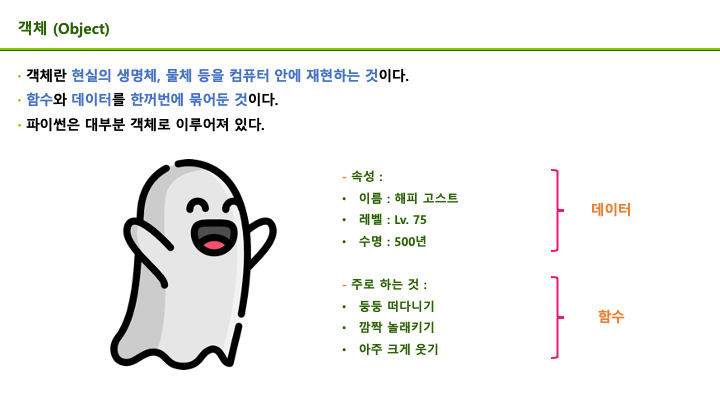 객체 (Object)
• 객체란 현실의 생명체, 물체 등을 컴퓨터 안에 재현하는 것이다.
• 함수와 데이터를 한꺼번에 묶어둔 것이다.
• 파이썬은 대부분 객체로 이루어져 있다.
- 속성 :
• 이름 : 해피 고스트
• 레벨 : Lv. 75
• 수명 : 500년
데이터
- 주로 하는 것 :
• 둥둥 떠다니기
• 깜짝 놀래키기
• 아주 크게 웃기
함수